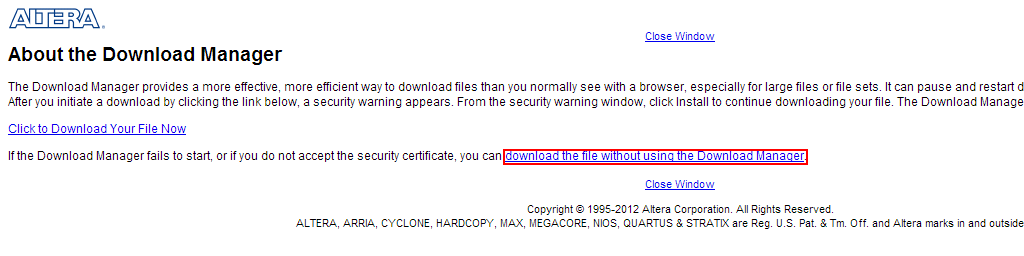 ALTERA.
Close Window
About the Download Manager
The Download Manager provides a more effective, more efficient way to download files than you normally see with a browser, especially for large files or file sets. It can pause and restart d
After you initiate a download by clicking the link below, a security warning appears. From the security warning window, click Install to continue downloading your file. The Download Manage
Click to Download Your File Now
If the Download Manager fails to start, or if you do not accept the security certificate, you can download the file without using the Download Manager.
Close Window
Copyright © 1995-2012 Altera Corporation. All Rights Reserved.
ALTERA, ARRIA, CYCLONE, HARDCOPY, MAX, MEGACORE, NIOS, QUARTUS & STRATIX are Reg. U.S. Pat. & Tm. Off. and Altera marks in and outside